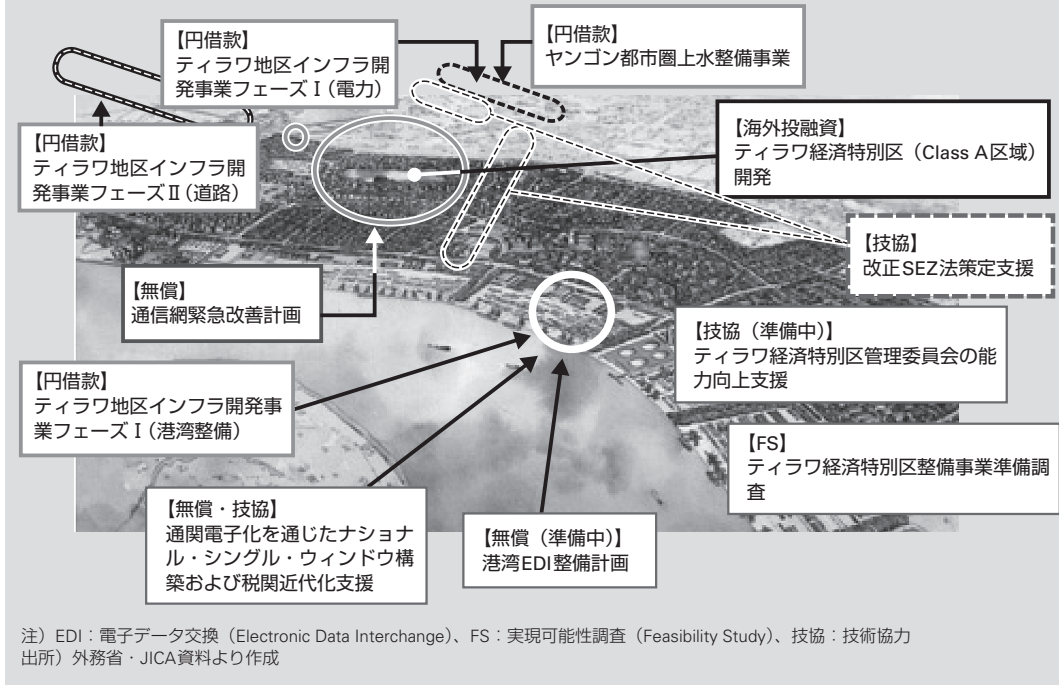 【円借款】
ティラワ地区インフラ開
発事業フェーズⅠ（電力）
【円借款】
ヤンゴン都市圏上水整備事業
【円借款】
ティラワ地区インフラ開
発事業フェーズⅡ（道路）
【海外投融資】
ティラワ経済特別区（Class A区域）
開発
【技協】
改正SEZ法策定支援
【無償】
通信網緊急改善計画
【技協（準備中）】
ティラワ経済特別区管理委員会の能
力向上支援
【円借款】
ティラワ地区インフラ開発事
業フェーズⅠ（港湾整備）
【FS】
ティラワ経済特別区整備事業準備調
査
【無償・技協】
通関電子化を通じたナショナ
ル・シングル・ウィンドウ構
築および税関近代化支援
【無償（準備中）】
港湾EDI整備計画
注）EDI：電子データ交換（Electronic Data Interchange）、FS：実現可能性調査（Feasibility Study）、技協：技術協力
出所）外務省・JICA資料より作成